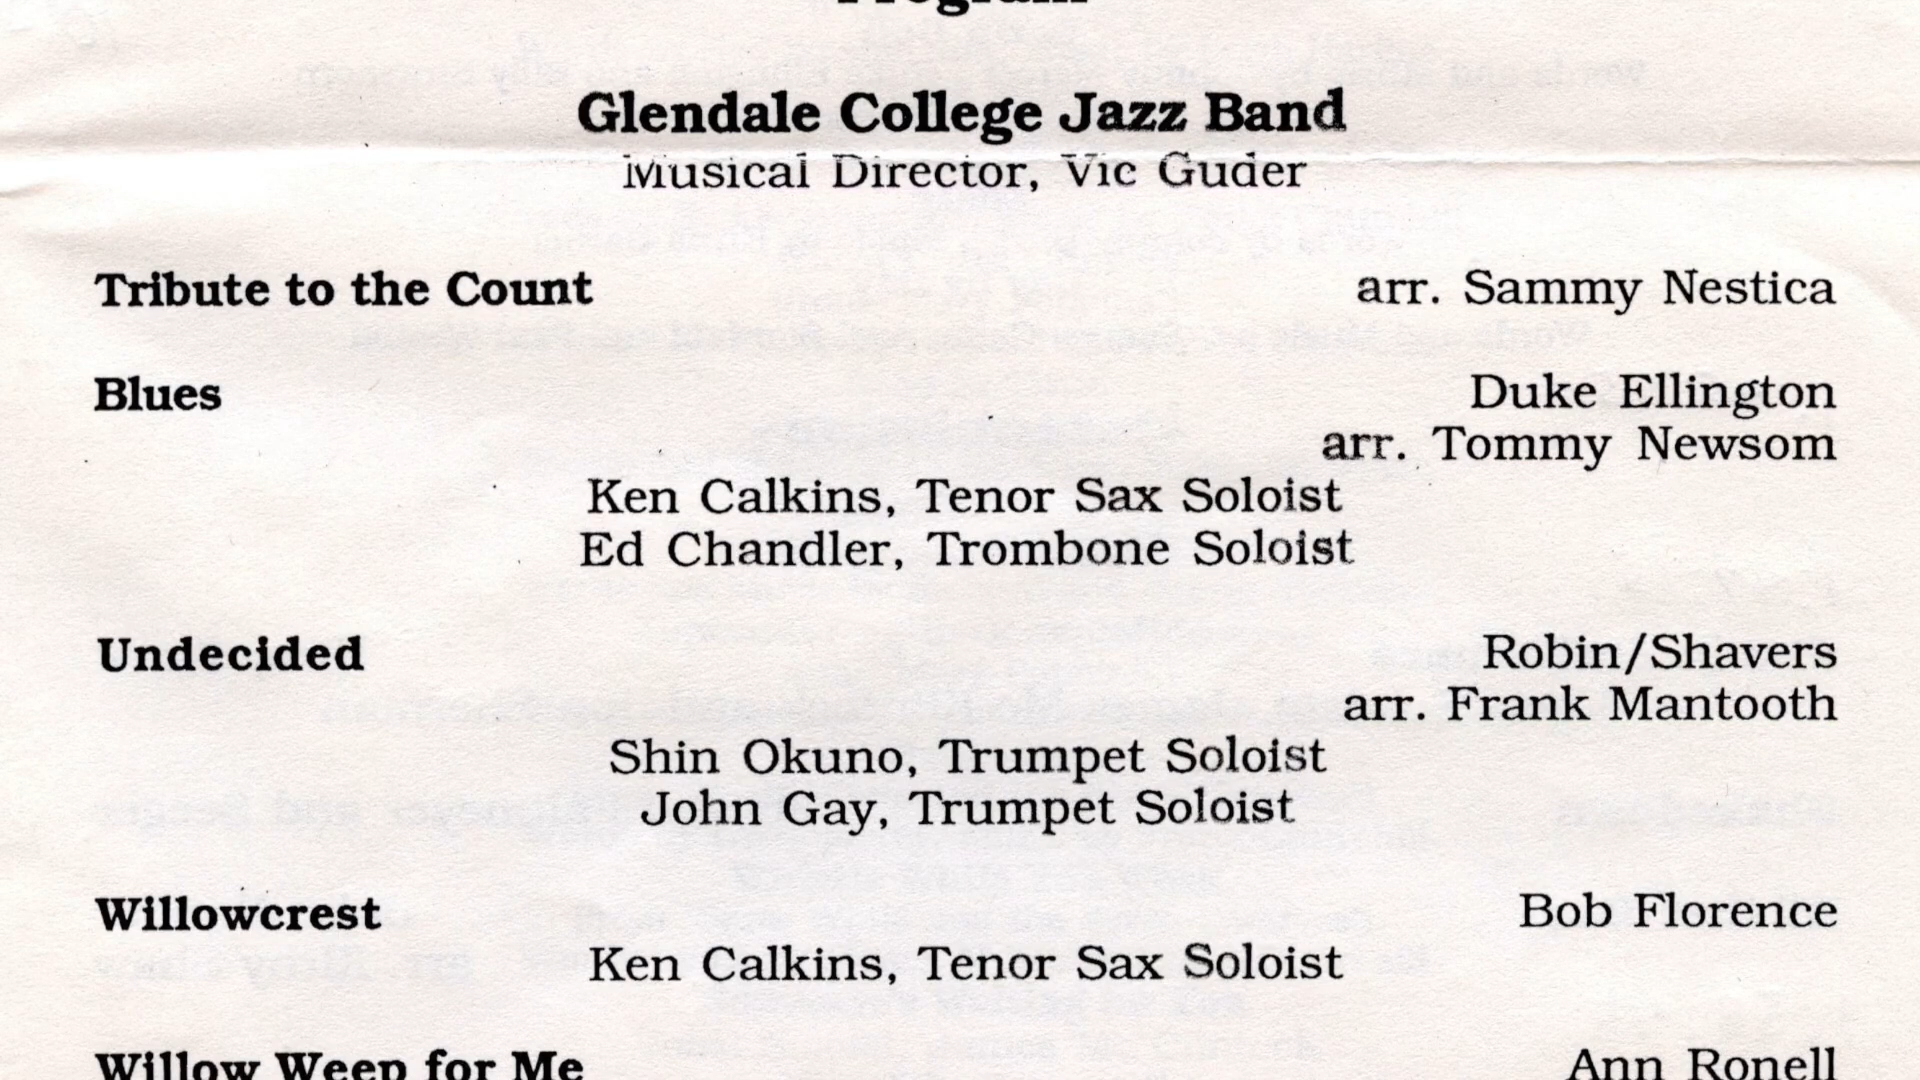 Program
Glendale College Jazz Band
Musical Director, Vic Guder
Tribute to the Count arr. Sammy Nestica
Blues Duke Ellington
arr. Tommy Newsom
Ken Calkins, Tenor Sax Soloist
Ed Chandler, Trombone Soloist
Undecided Robin/Shavers
arr. Frank Mantooth
Shin Okuno, Trumpet Soloist
John Gay, Trumpet Soloist
Willowcrest Bob Florence
Ken Calkins, Tenor Sax Soloist
Willow Weep for Me Ann Ronell